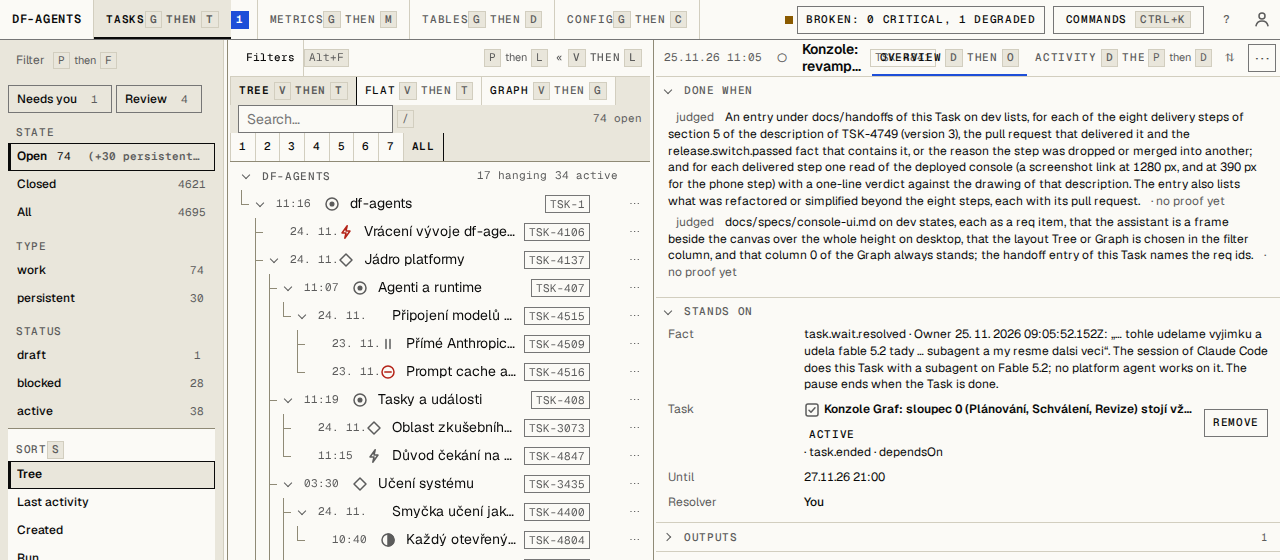 DF-AGENTS TASKS G THEN T 1 METRICS G THEN M TABLES G THEN D CONFIG G THEN C BROKEN: 0 CRITICAL, 1 DEGRADED COMMANDS CTRL+K ?
Filter P then F
Needs you 1 Review 4
STATE
Open 74 (+30 persistent…
Closed 4621
All 4695
TYPE
work 74
persistent 30
STATUS
draft 1
blocked 28
active 38
SORT S
Tree
Last activity
Created
Run
Filters Alt+F P then L « V THEN L
TREE V THEN T FLAT V THEN T GRAPH V THEN G
Search… / 74 open
1 2 3 4 5 6 7 ALL
DF-AGENTS 17 hanging 34 active
11:16 df-agents TSK-1 …
24. 11. Vrácení vývoje df-age… TSK-4106 …
24. 11. Jádro platformy TSK-4137 …
11:07 Agenti a runtime TSK-407 …
24. 11. Připojení modelů … TSK-4515 …
23. 11. Přímé Anthropic… TSK-4509 …
23. 11. Prompt cache a… TSK-4516 …
11:19 Tasky a události TSK-408 …
24. 11. Oblast zkušebníh… TSK-3073 …
11:15 Důvod čekání na … TSK-4847 …
03:30 Učení systému TSK-3435 …
24. 11. Smyčka učení jak… TSK-4400 …
10:40 Každý otevřený… TSK-4804 …
25.11.26 11:05 Konzole: revamp… OVERVIEW D THEN O ACTIVITY D THE P then D ⇅ …
DONE WHEN
judged An entry under docs/handoffs of this Task on dev lists, for each of the eight delivery steps of
section 5 of the description of TSK-4749 (version 3), the pull request that delivered it and the
release.switch.passed fact that contains it, or the reason the step was dropped or merged into another;
and for each delivered step one read of the deployed console (a screenshot link at 1280 px, and at 390 px
for the phone step) with a one-line verdict against the drawing of that description. The entry also lists
what was refactored or simplified beyond the eight steps, each with its pull request. · no proof yet
judged docs/specs/console-ui.md on dev states, each as a req item, that the assistant is a frame
beside the canvas over the whole height on desktop, that the layout Tree or Graph is chosen in the filter
column, and that column 0 of the Graph always stands; the handoff entry of this Task names the req ids. ·
no proof yet
STANDS ON
Fact task.wait.resolved · Owner 25. 11. 2026 09:05:52.152Z: „… tohle udelame vyjimku a
udela fable 5.2 tady … subagent a my resme dalsi veci“. The session of Claude Code
does this Task with a subagent on Fable 5.2; no platform agent works on it. The
pause ends when the Task is done.
Task Konzole Graf: sloupec 0 (Plánování, Schválení, Revize) stojí vž… REMOVE
ACTIVE
· task.ended · dependsOn
Until 27.11.26 21:00
Resolver You
OUTPUTS 1